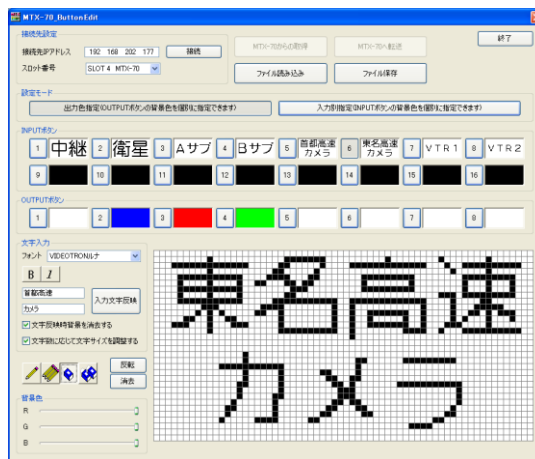 MTX-70_ButtonEdit
接続先設定
接続先IPアドレス 192 168 202 177 接続
スロット番号 SLOT4 MTX-70
MTX-70からの取得 MTX-70へ転送
ファイル読み込み ファイル保存
終了
設定モード
出力色指定(OUTPUTボタンの背景色を個別に指定できます) 入力別指定(INPUTボタンの背景色を個別に指定できます)
INPUTボタン
1 中継 2 衛星 3 Aサブ 4 Bサブ 5 首都高速 カメラ 6 東名高速 カメラ 7 VTR1 8 VTR2
9 10 11 12 13 14 15 16
OUTPUTボタン
1 2 3 4 5 6 7 8
文字入力
フォント VIDEOTRONルナ
B I
首都高速
カメラ
入力文字反映
文字反映時背景を消去する
文字数に応じて文字サイズを調整する
反転
消去
背景色
R
G
B
東名高速
カメラ